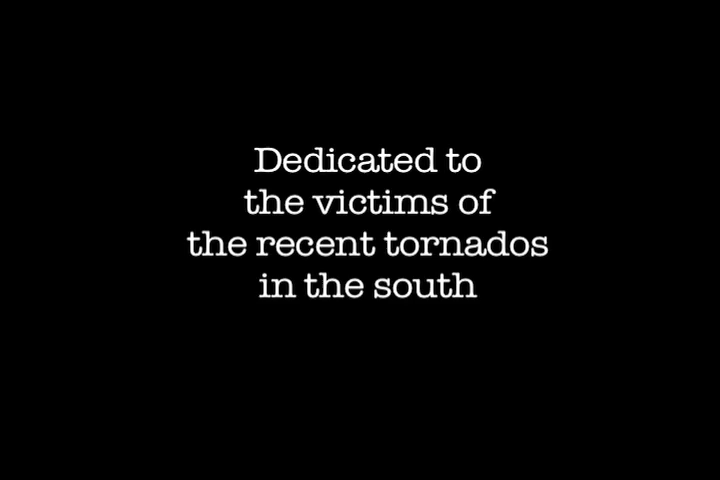 Dedicated to
the victims of
the recent tornados
in the south